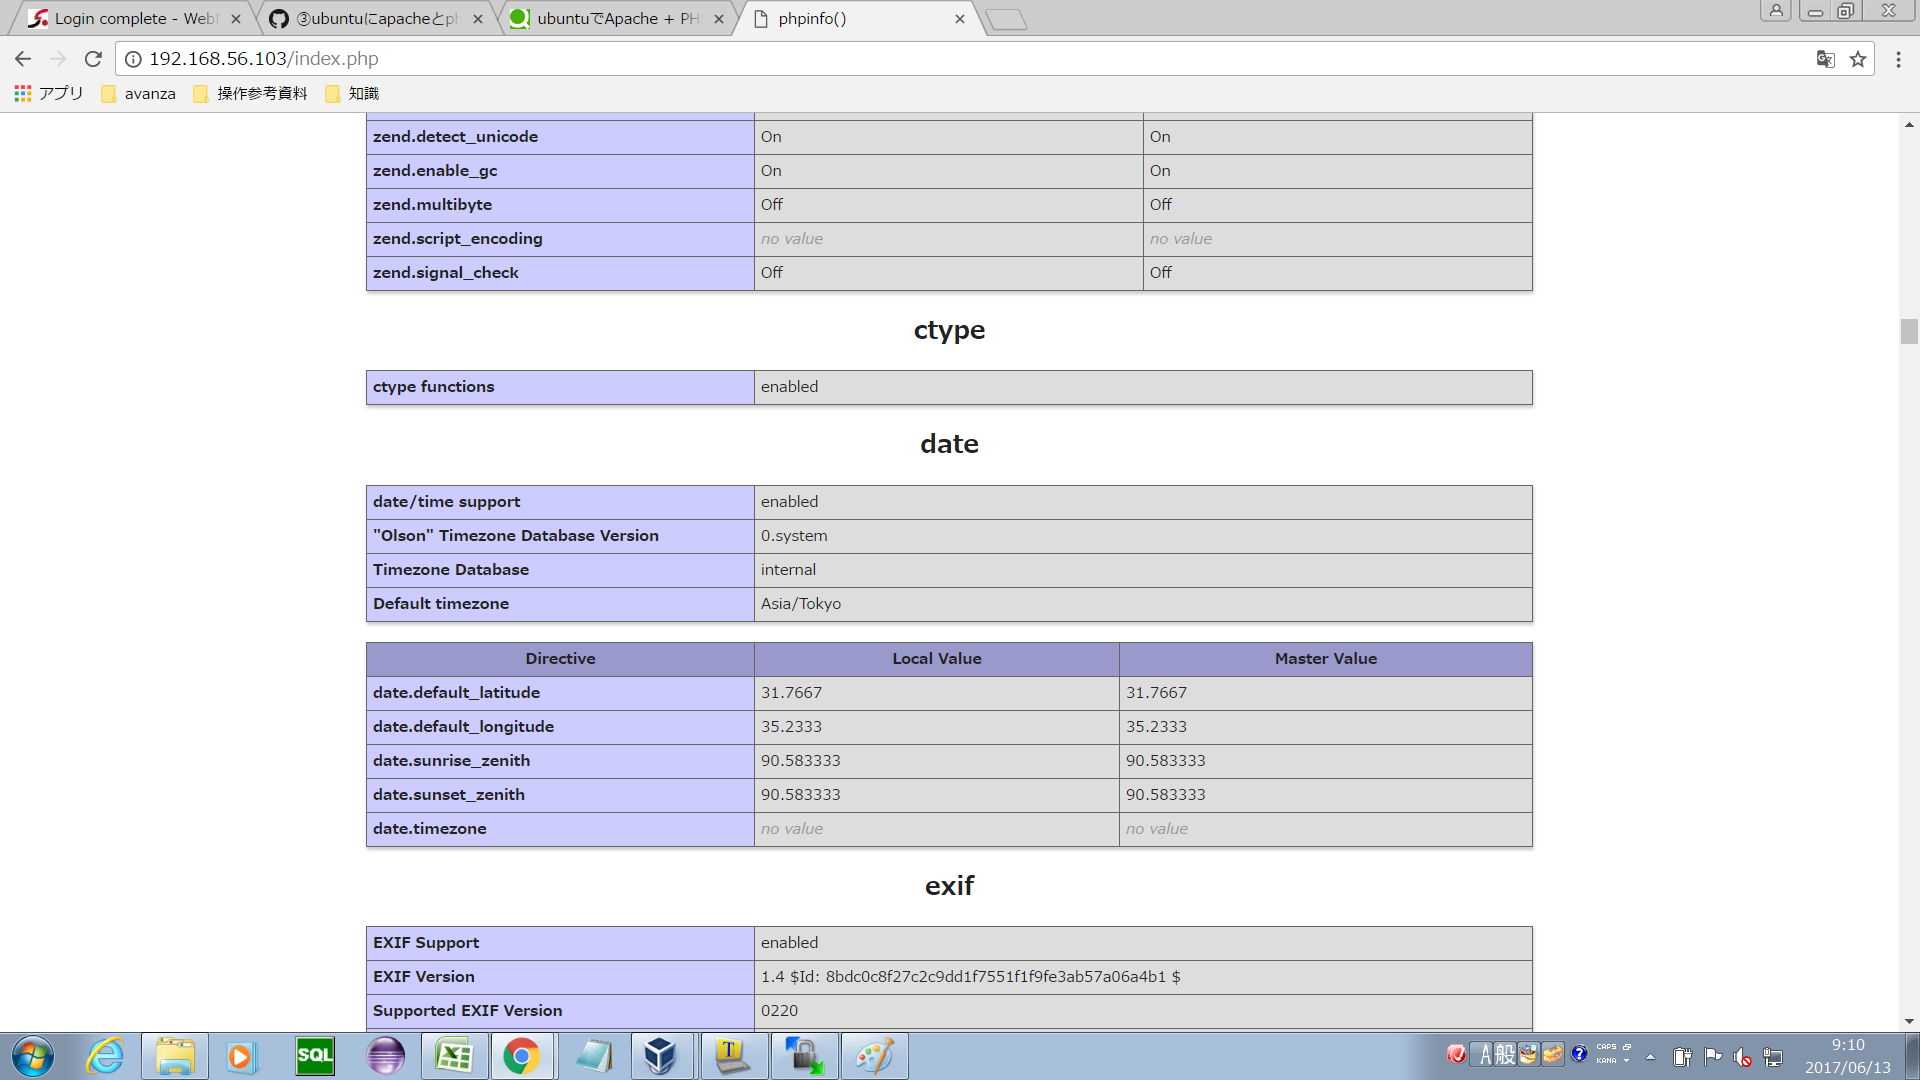 Login complete - Web
③ubuntuにapacheとph
ubuntuでApache + PH
phpinfo()
192.168.56.103/index.php
アプリ avanza 操作参考資料 知識
zend.detect_unicode On On
zend.enable_gc On On
zend.multibyte Off Off
zend.script_encoding no value no value
zend.signal_check Off Off
ctype
ctype functions enabled
date
date/time support enabled
"Olson" Timezone Database Version 0.system
Timezone Database internal
Default timezone Asia/Tokyo
Directive Local Value Master Value
date.default_latitude 31.7667 31.7667
date.default_longitude 35.2333 35.2333
date.sunrise_zenith 90.583333 90.583333
date.sunset_zenith 90.583333 90.583333
date.timezone no value no value
exif
EXIF Support enabled
EXIF Version 1.4 $Id: 8bdc0c8f27c2c9dd1f7551f1f9fe3ab57a06a4b1 $
Supported EXIF Version 0220
SQL
A般
CAPS
KANA
9:10
2017/06/13